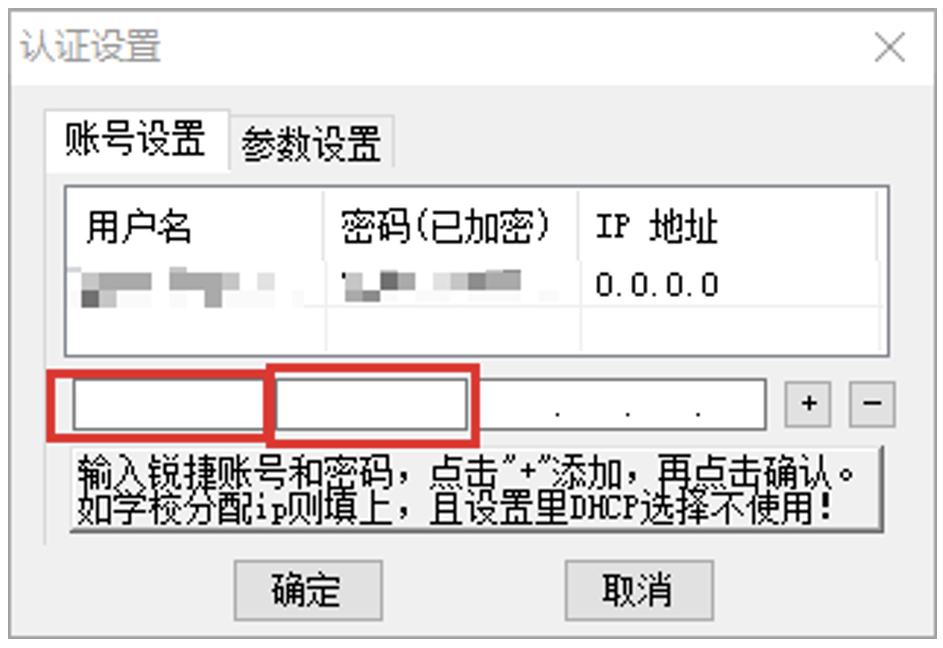 认证设置
账号设置 参数设置
用户名 密码(已加密) IP 地址
0.0.0.0
. . .
+ -
输入锐捷账号和密码，点击"+"添加，再点击确认。
如学校分配ip则填上，且设置里DHCP选择不使用！
确定 取消